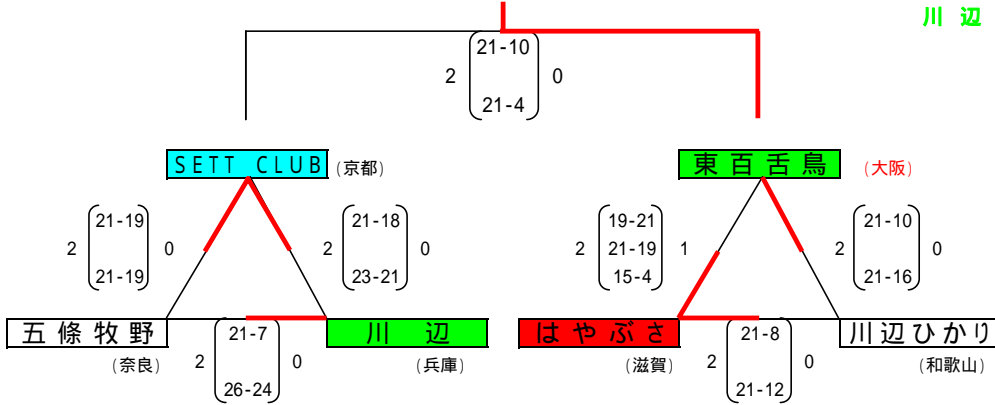 川 辺
21-10
2 0
21-4
SETT CLUB (京都)
東百舌鳥 (大阪)
21-19
2 0
21-19
21-18
2 0
23-21
19-21
2 21-19 1
15-4
21-10
2 0
21-16
五條牧野
(奈良)
21-7
2 0
26-24
川 辺
(兵庫)
はやぶさ
(滋賀)
21-8
2 0
21-12
川辺ひかり
(和歌山)